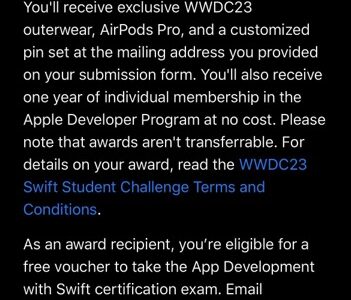 You'll receive exclusive WWDC23
outerwear, AirPods Pro, and a customized
pin set at the mailing address you provided
on your submission form. You'll also receive
one year of individual membership in the
Apple Developer Program at no cost. Please
note that awards aren't transferrable. For
details on your award, read the WWDC23
Swift Student Challenge Terms and
Conditions.
As an award recipient, you’re eligible for a
free voucher to take the App Development
with Swift certification exam. Email